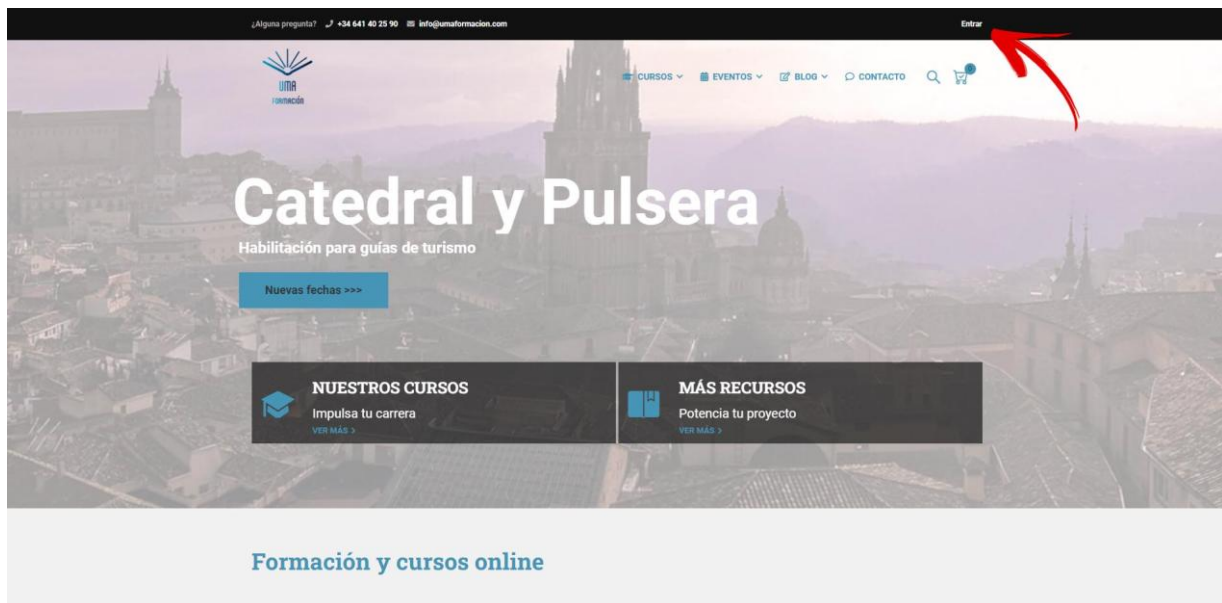 ¿Alguna pregunta? +34 641 40 25 90 info@umaformacion.com Entrar
UMA
FORMACIÓN
CURSOS EVENTOS BLOG CONTACTO 0
Catedral y Pulsera
Habilitación para guías de turismo
Nuevas fechas >>>
NUESTROS CURSOS
Impulsa tu carrera
VER MÁS >
MÁS RECURSOS
Potencia tu proyecto
VER MÁS >
Formación y cursos online